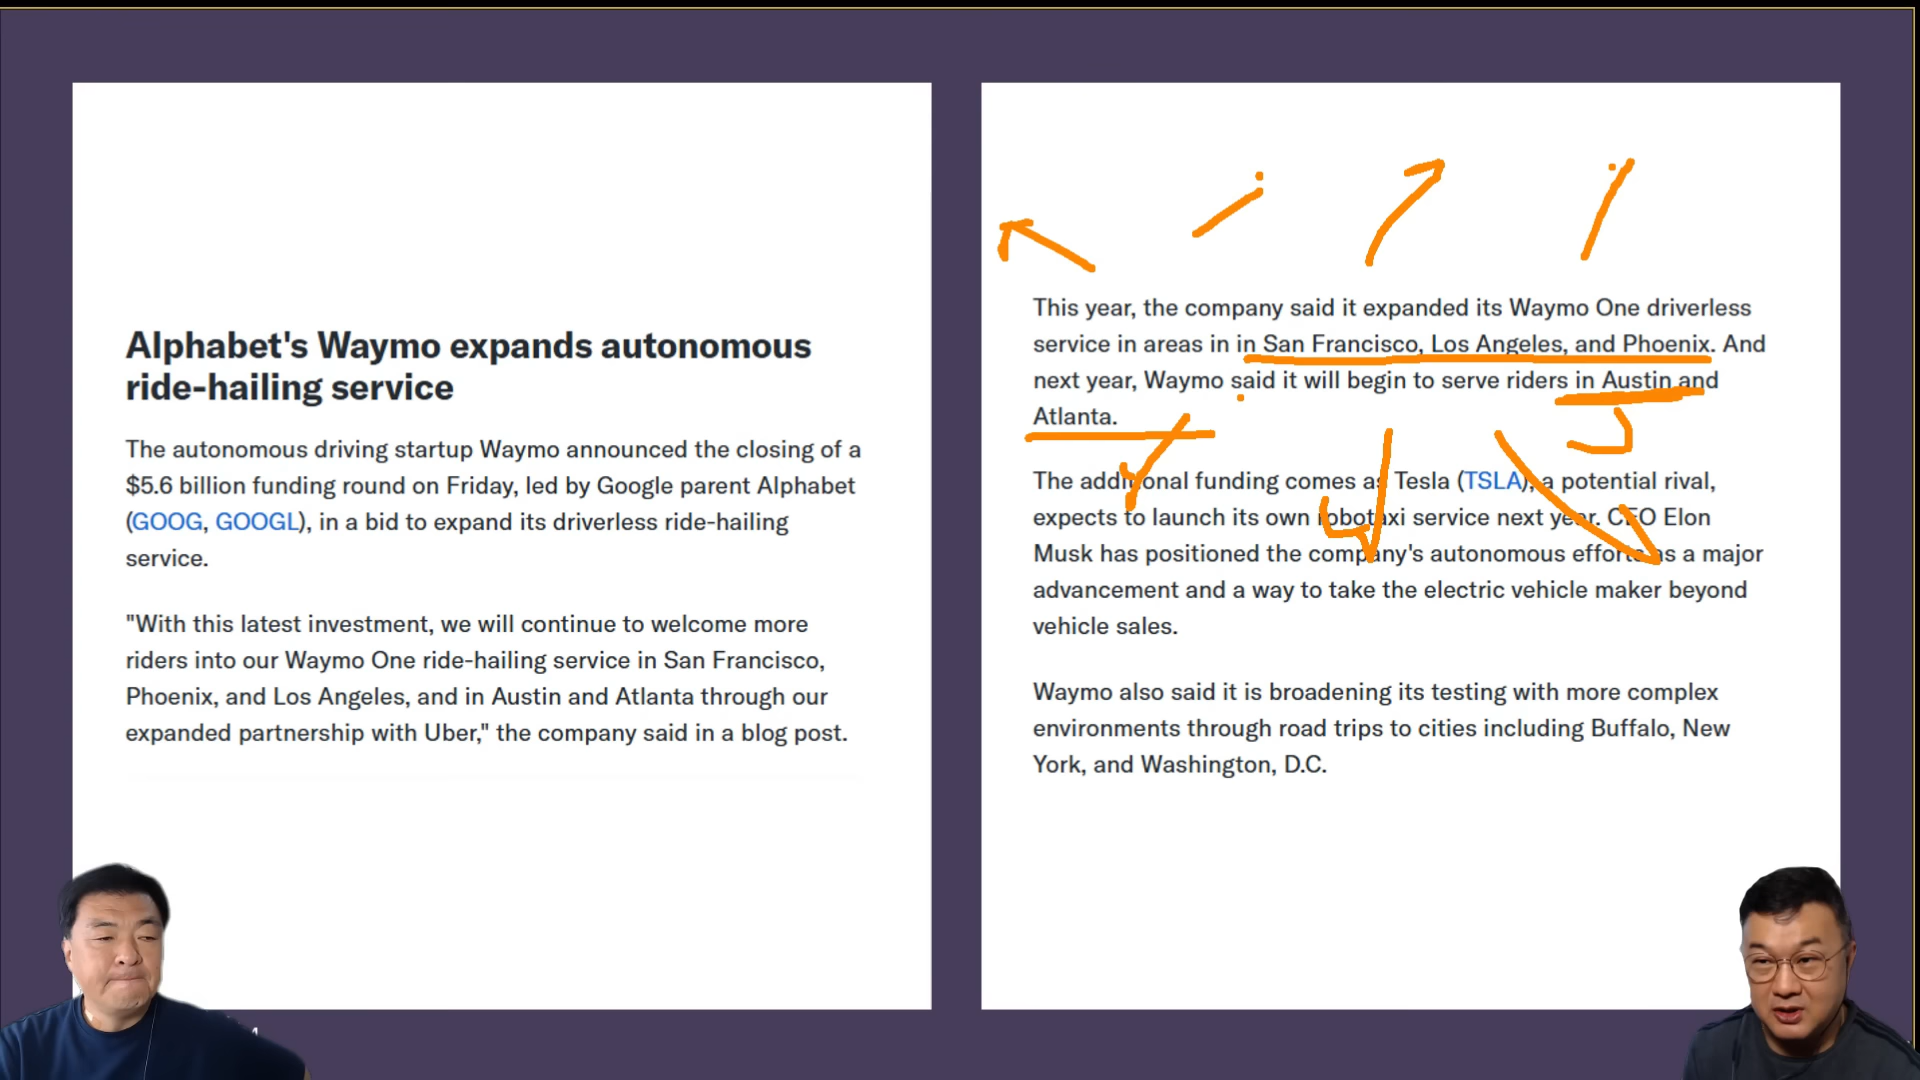 Alphabet's Waymo expands autonomous
ride-hailing service
The autonomous driving startup Waymo announced the closing of a
$5.6 billion funding round on Friday, led by Google parent Alphabet
(GOOG, GOOGL), in a bid to expand its driverless ride-hailing
service.
"With this latest investment, we will continue to welcome more
riders into our Waymo One ride-hailing service in San Francisco,
Phoenix, and Los Angeles, and in Austin and Atlanta through our
expanded partnership with Uber," the company said in a blog post.
This year, the company said it expanded its Waymo One driverless
service in areas in in San Francisco, Los Angeles, and Phoenix. And
next year, Waymo said it will begin to serve riders in Austin and
Atlanta.
The additional funding comes as Tesla (TSLA), a potential rival,
expects to launch its own robotaxi service next year. CEO Elon
Musk has positioned the company's autonomous efforts as a major
advancement and a way to take the electric vehicle maker beyond
vehicle sales.
Waymo also said it is broadening its testing with more complex
environments through road trips to cities including Buffalo, New
York, and Washington, D.C.